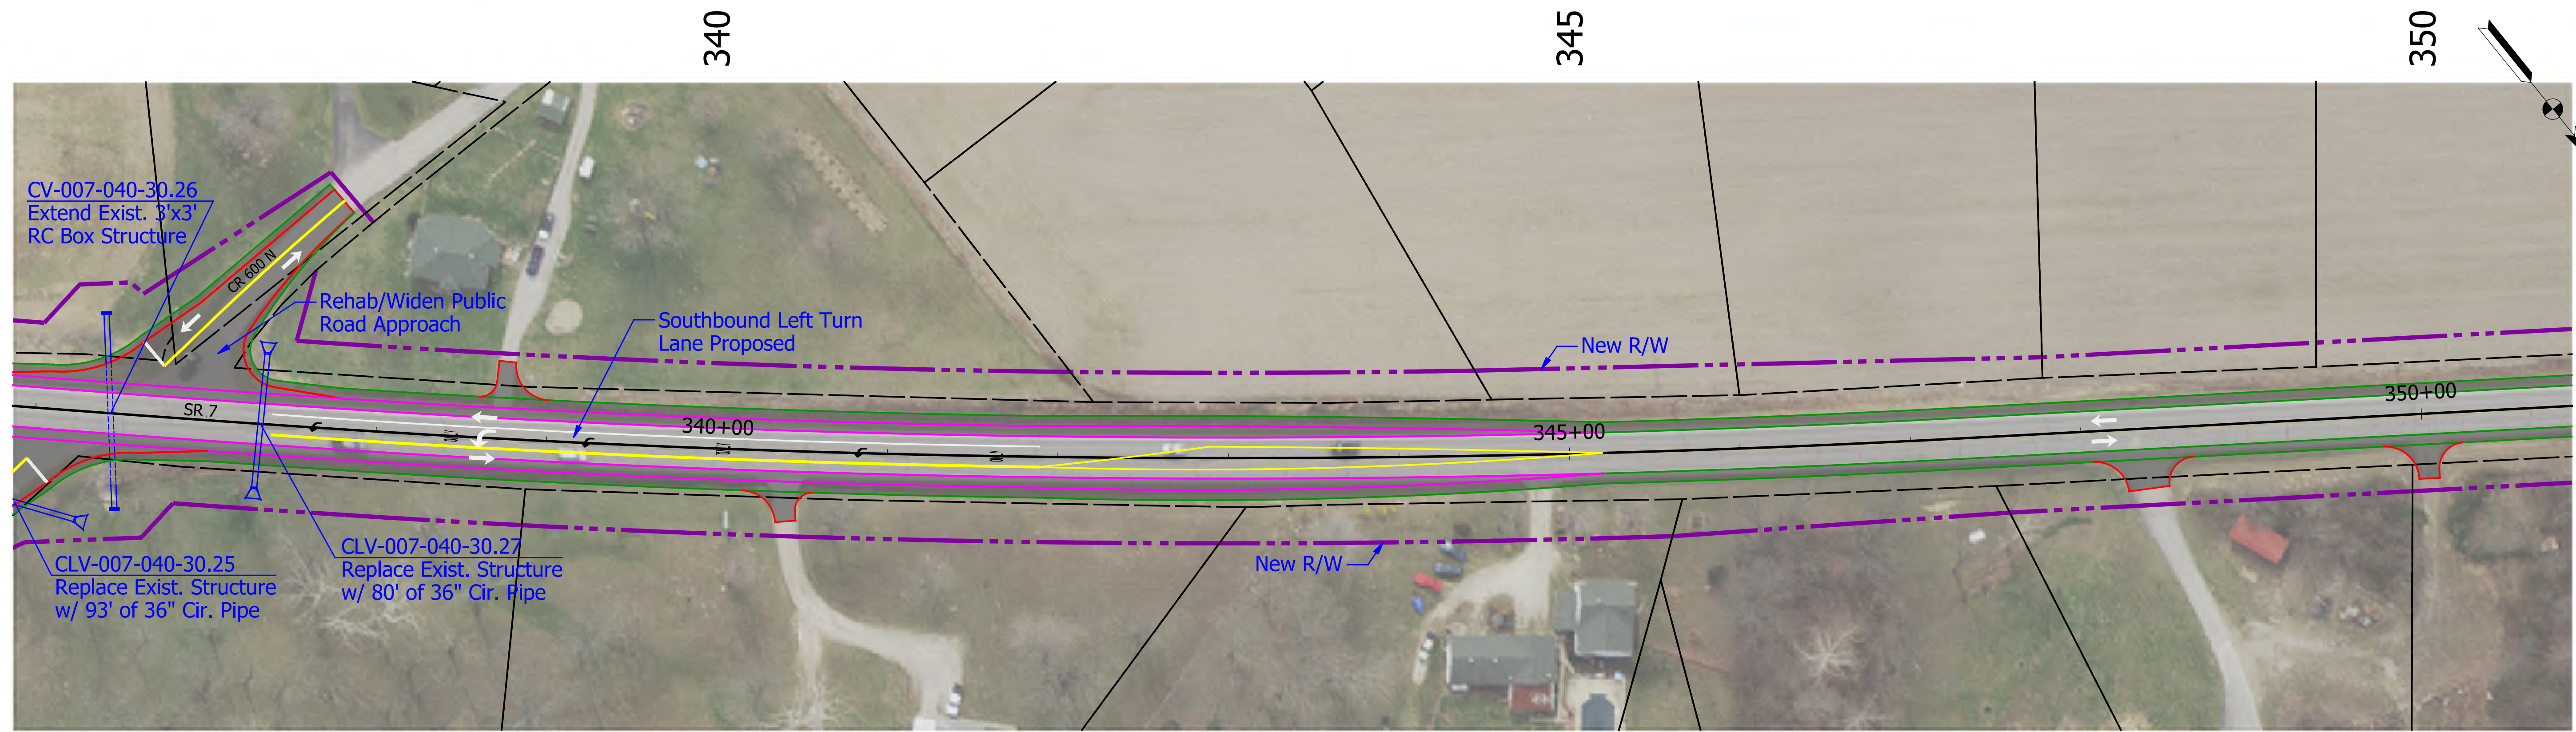 340
345
350
CV-007-040-30.26
Extend Exist. 3'x3'
RC Box Structure
CR 600 N
Rehab/Widen Public
Road Approach
Southbound Left Turn
Lane Proposed
New R/W
SR 7
340+00
345+00
350+00
ONLY
ONLY
ONLY
CLV-007-040-30.25
Replace Exist. Structure
w/ 93' of 36" Cir. Pipe
CLV-007-040-30.27
Replace Exist. Structure
w/ 80' of 36" Cir. Pipe
New R/W